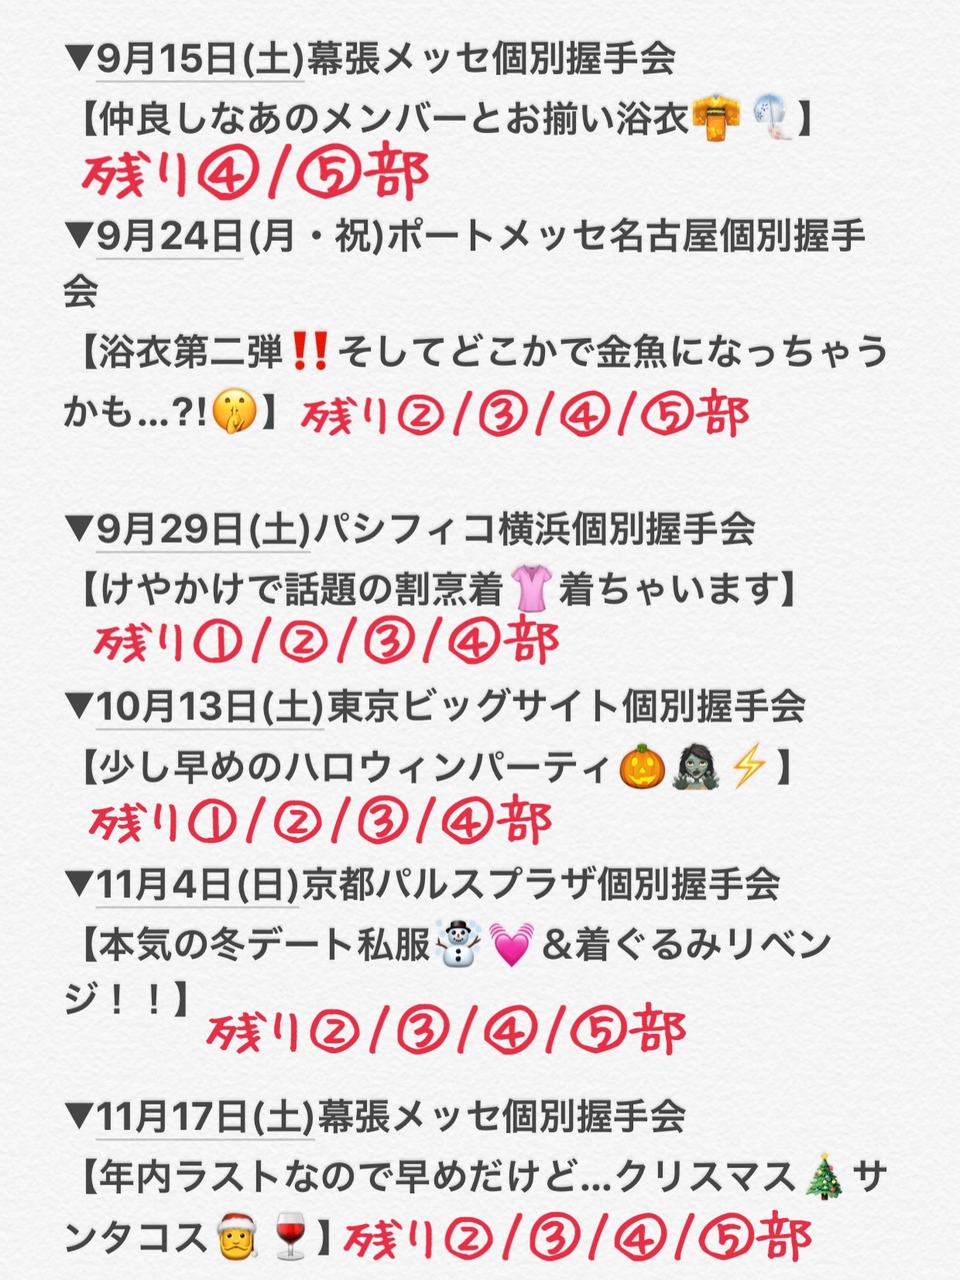 ▼9月15日(土)幕張メッセ個別握手会
【仲良しなあのメンバーとお揃い浴衣👘🎐】
残り④/⑤部
▼9月24日(月・祝)ポートメッセ名古屋個別握手
会
【浴衣第二弾‼️そしてどこかで金魚になっちゃう
かも...?!🤫】残り②/③/④/⑤部
▼9月29日(土)パシフィコ横浜個別握手会
【けやかけで話題の割烹着👚着ちゃいます】
残り①/②/③/④部
▼10月13日(土)東京ビッグサイト個別握手会
【少し早めのハロウィンパーティ🎃🧟‍♀️⚡️】
残り①/②/③/④部
▼11月4日(日)京都パルスプラザ個別握手会
【本気の冬デート私服☃️💓＆着ぐるみリベン
ジ！！】
残り②/③/④/⑤部
▼11月17日(土)幕張メッセ個別握手会
【年内ラストなので早めだけど...クリスマス🎄サ
ンタコス🎅🍷】残り②/③/④/⑤部